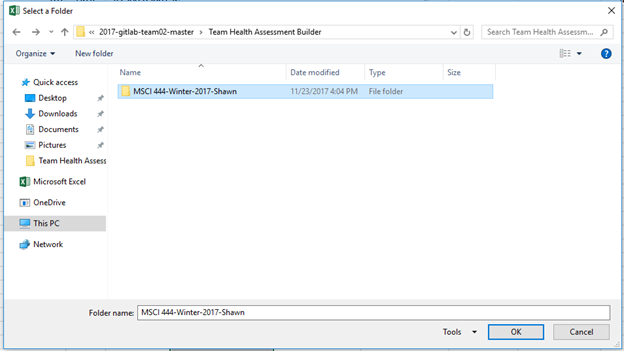 Select a Folder
« 2017-gitlab-team02-master › Team Health Assessment Builder
Search Team Health Assessm...
Organize
New folder
Name Date modified Type Size
Quick access
Desktop
Downloads
Documents
Pictures
Team Health Assess
Microsoft Excel
OneDrive
This PC
Network
MSCI 444-Winter-2017-Shawn 11/23/2017 4:04 PM File folder
Folder name: MSCI 444-Winter-2017-Shawn
Tools OK Cancel